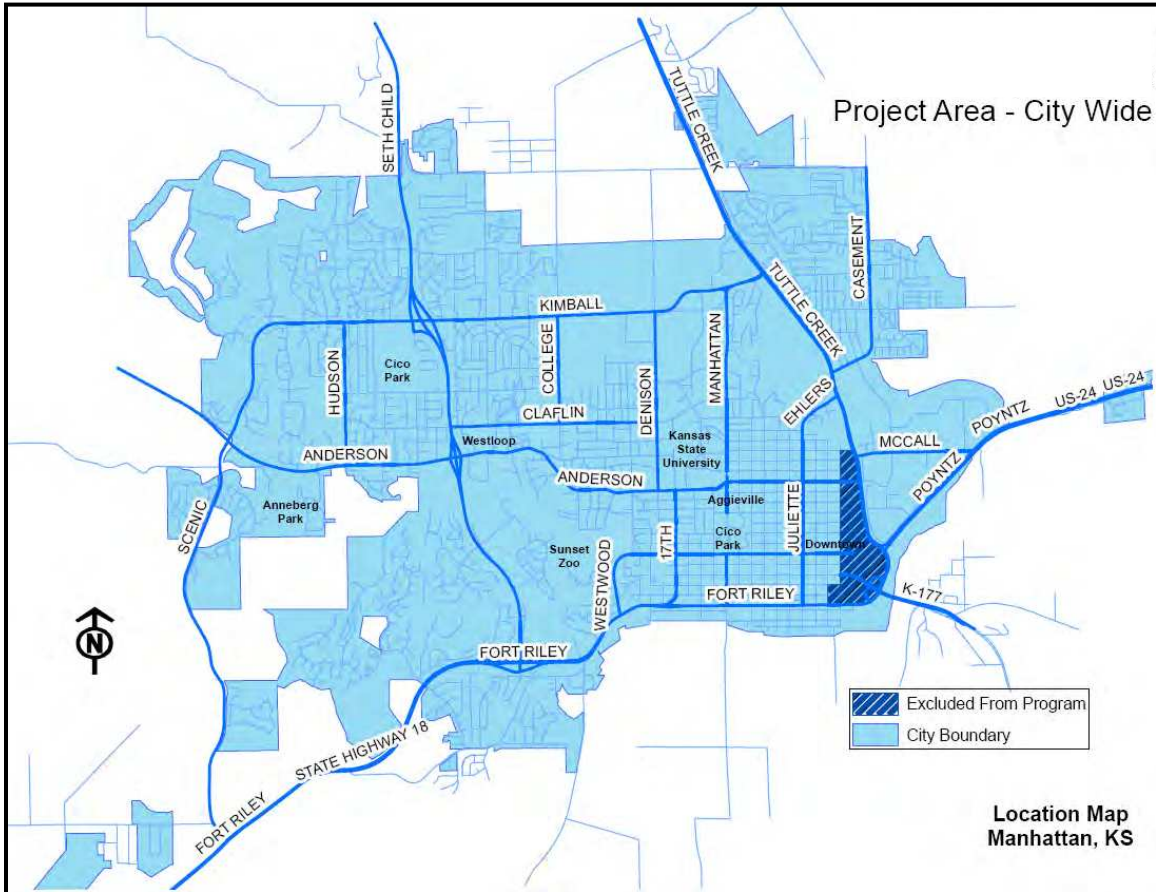 Project Area - City Wide
SETH CHILD
TUTTLE CREEK
TUTTLE CREEK
CASEMENT
KIMBALL
HUDSON
Cico
Park
COLLEGE
DENISON
MANHATTAN
EHLERS
US-24
US-24
POYNTZ
CLAFLIN
Westloop
Kansas
State
University
MCCALL
POYNTZ
ANDERSON
ANDERSON
Aggieville
SCENIC
Anneberg
Park
Sunset
Zoo
WESTWOOD
17TH
Cico
Park
JULIETTE
Downtown
FORT RILEY
K-177
N
FORT RILEY
Excluded From Program
City Boundary
STATE HIGHWAY 18
FORT RILEY
Location Map
Manhattan, KS